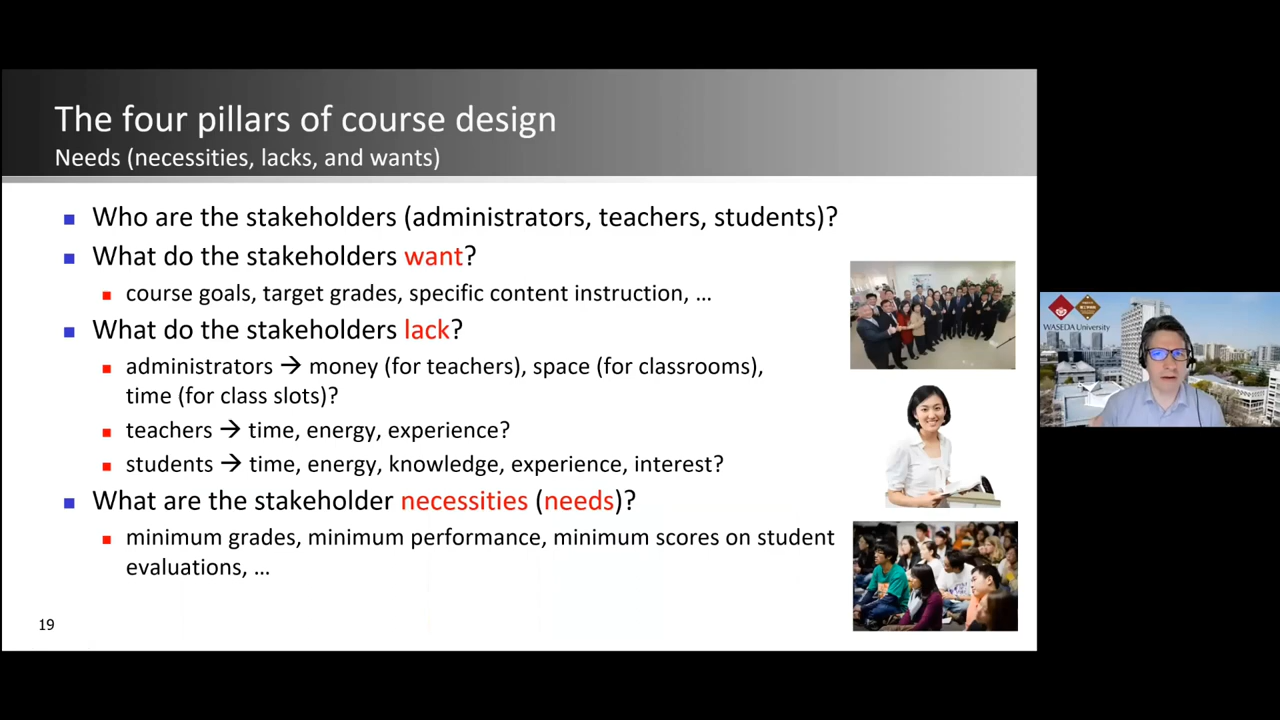 The four pillars of course design
Needs (necessities, lacks, and wants)
Who are the stakeholders (administrators, teachers, students)?
What do the stakeholders want?
course goals, target grades, specific content instruction, …
What do the stakeholders lack?
administrators → money (for teachers), space (for classrooms),
time (for class slots)?
teachers → time, energy, experience?
students → time, energy, knowledge, experience, interest?
What are the stakeholder necessities (needs)?
minimum grades, minimum performance, minimum scores on student
evaluations, …
19
WASEDA University